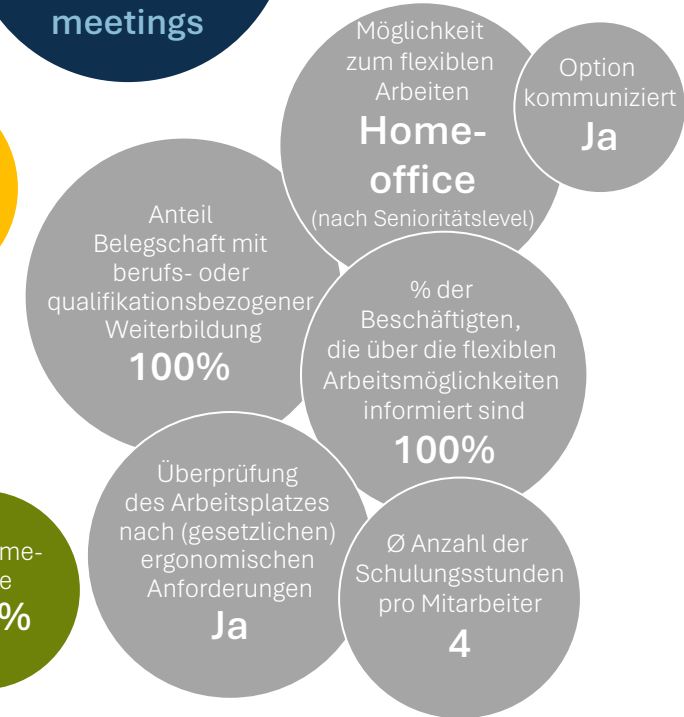 meetings
Möglichkeit
zum flexiblen
Arbeiten
Home-
office
(nach Senioritätslevel)
Option
kommuniziert
Ja
Anteil
Belegschaft mit
berufs- oder
qualifikationsbezogener
Weiterbildung
100%
% der
Beschäftigten,
die über die flexiblen
Arbeitsmöglichkeiten
informiert sind
100%
Überprüfung
des Arbeitsplatzes
nach (gesetzlichen)
ergonomischen
Anforderungen
Ja
Ø Anzahl der
Schulungsstunden
pro Mitarbeiter
4
%